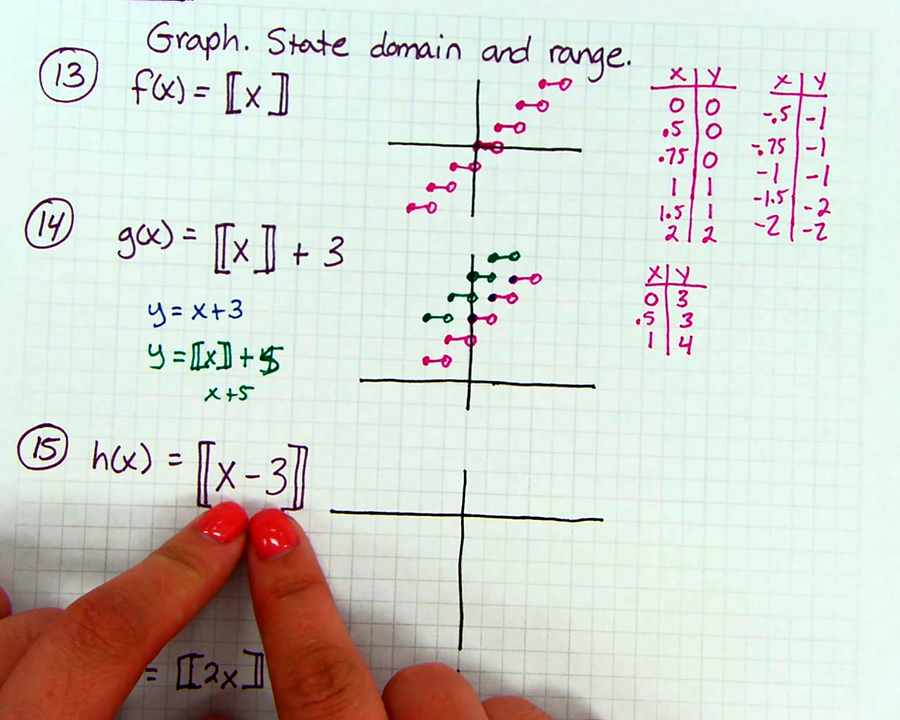 Graph. State domain and range.
13 f(x) = [[x]]
x | y
0 | 0
.5 | 0
.75 | 0
1 | 1
1.5 | 1
2 | 2
x | y
-.5 | -1
-.75 | -1
-1 | -1
-1.5 | -2
-2 | -2
14 g(x) = [[x]] + 3
y = x+3
y = [[x]] + 5
x+5
x | y
0 | 3
.5 | 3
1 | 4
15 h(x) = [[x-3]]
= [[2x]]